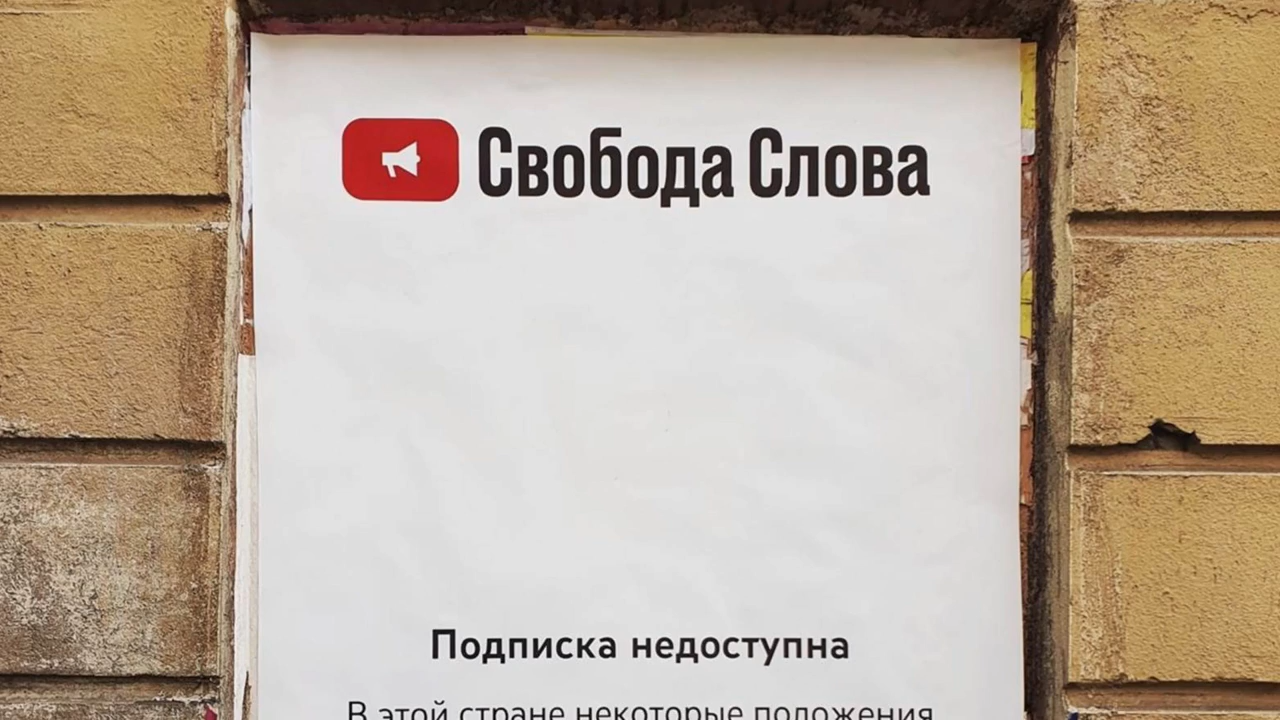 Свобода Слова
Подписка недоступна
В этой стране некоторые положения